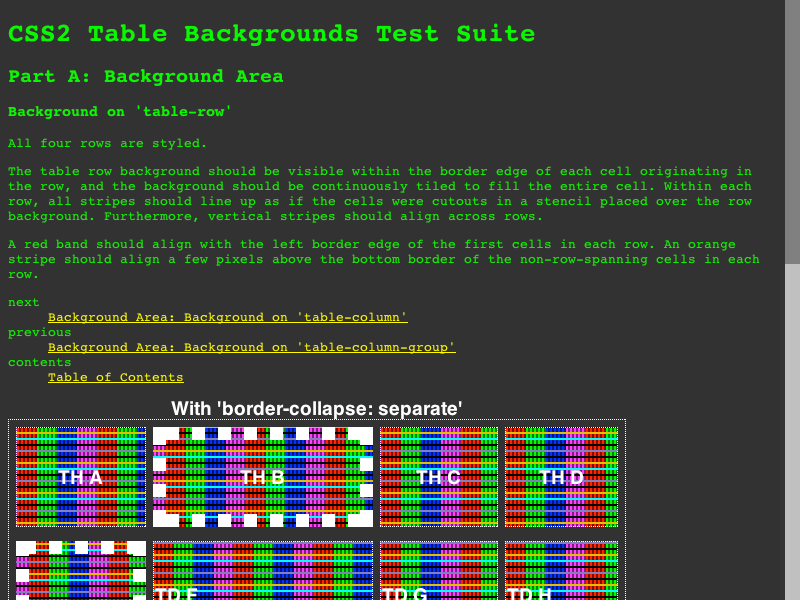 CSS2 Table Backgrounds Test Suite
Part A: Background Area
Background on 'table-row'
All four rows are styled.
The table row background should be visible within the border edge of each cell originating in
the row, and the background should be continuously tiled to fill the entire cell. Within each
row, all stripes should line up as if the cells were cutouts in a stencil placed over the row
background. Furthermore, vertical stripes should align across rows.
A red band should align with the left border edge of the first cells in each row. An orange
stripe should align a few pixels above the bottom border of the non-row-spanning cells in each
row.
next
Background Area: Background on 'table-column'
previous
Background Area: Background on 'table-column-group'
contents
Table of Contents
With 'border-collapse: separate'
TH A TH B TH C TH D
TD F TD G TD H